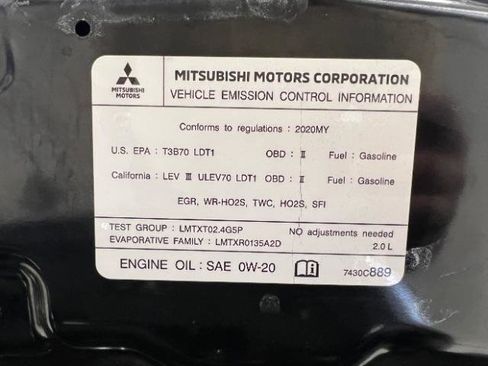 MITSUBISHI MOTORS CORPORATION
MITSUBISHI
MOTORS
VEHICLE EMISSION CONTROL INFORMATION
Conforms to regulations : 2020MY
U.S. EPA : T3B70 LDT1 OBD : II Fuel : Gasoline
California : LEV III ULEV70 LDT1 OBD : II Fuel : Gasoline
EGR, WR-HO2S, TWC, HO2S, SFI
TEST GROUP : LMTXT02.4G5P NO adjustments needed
EVAPORATIVE FAMILY : LMTXR0135A2D 2.0 L
ENGINE OIL : SAE 0W-20 7430C889